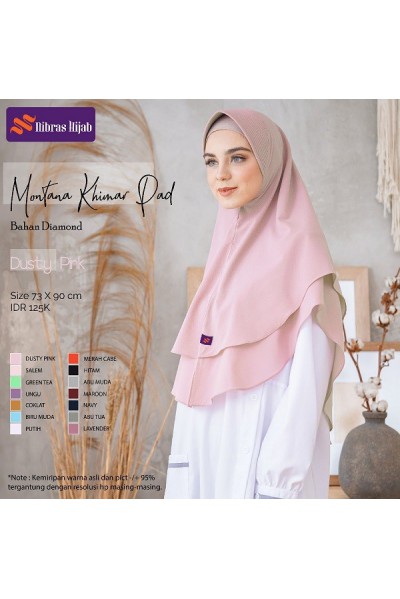 Nibras Hijab
Montana Khimar Pad
Bahan Diamond
Dusty Pink
Size 73 X 90 cm
IDR 125K
DUSTY PINK
SALEM
GREEN TEA
UNGU
COKLAT
BIRU MUDA
PUTIH
MERAH CABE
HITAM
ABU MUDA
MAROON
NAVY
ABU TUA
LAVENDER
*Note : Kemiripan warna asli dan pict -/+ 95%
tergantung dengan resolusi hp masing-masing.